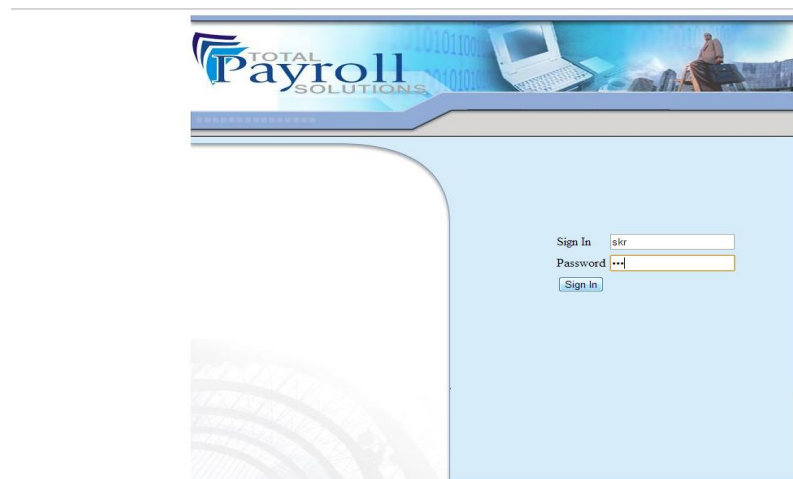 TOTAL
Payroll
SOLUTIONS
Sign In skr
Password •••
Sign In